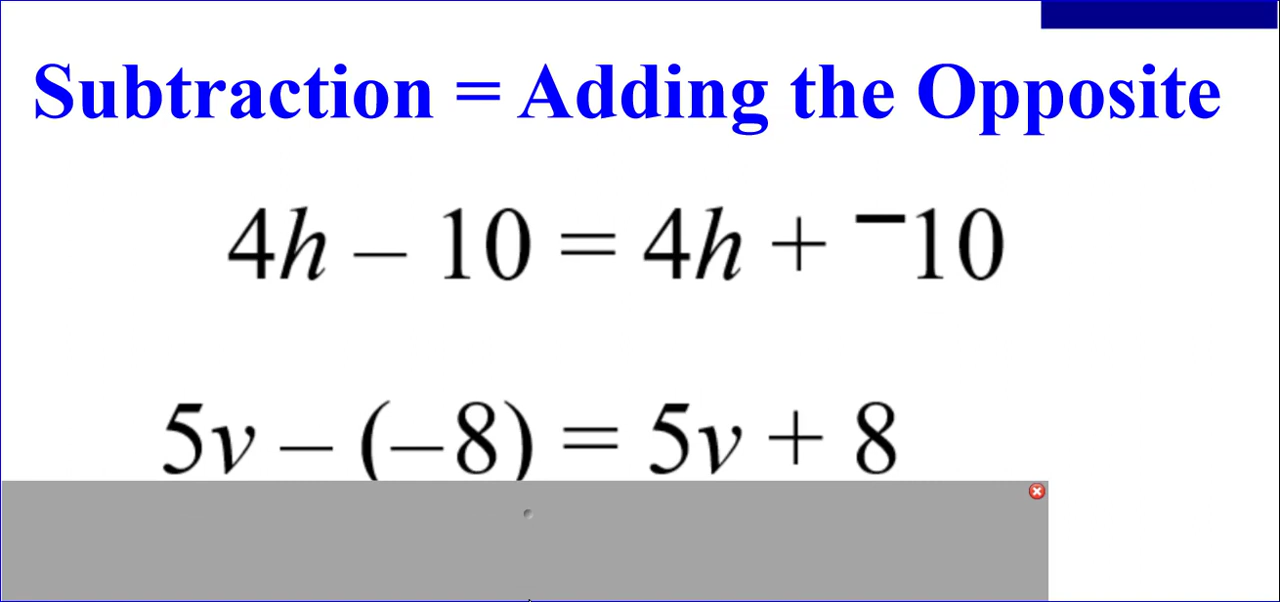 Subtraction = Adding the Opposite
4h – 10 = 4h + ⁻10
5v – (–8) = 5v + 8